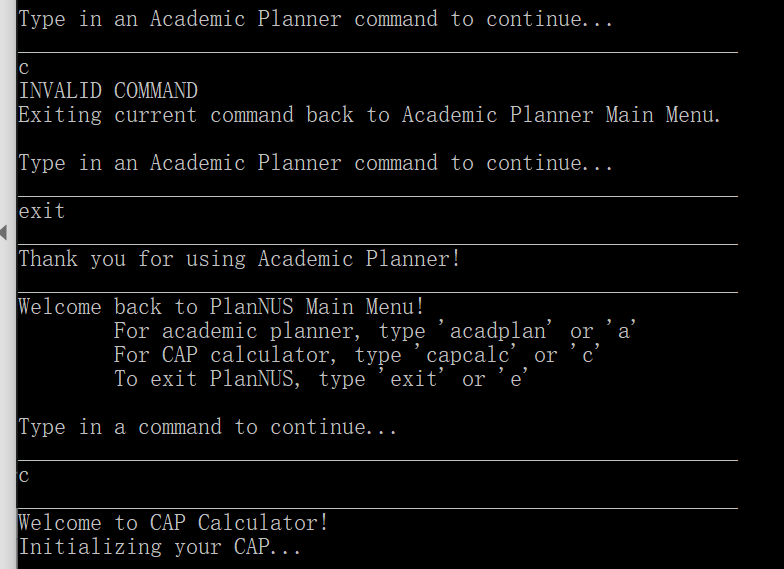 Type in an Academic Planner command to continue...
c
INVALID COMMAND
Exiting current command back to Academic Planner Main Menu.
Type in an Academic Planner command to continue...
exit
Thank you for using Academic Planner!
Welcome back to PlanNUS Main Menu!
For academic planner, type 'acadplan' or 'a'
For CAP calculator, type 'capcalc' or 'c'
To exit PlanNUS, type 'exit' or 'e'
Type in a command to continue...
c
Welcome to CAP Calculator!
Initializing your CAP...